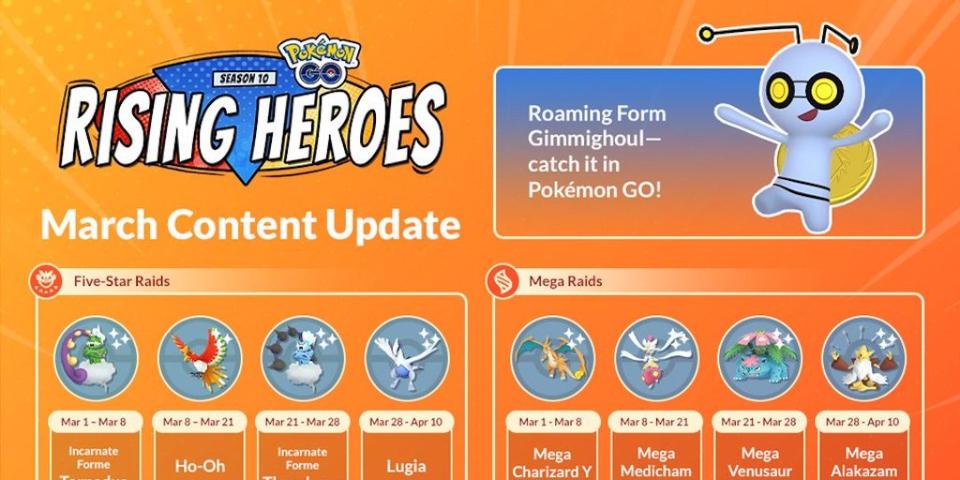 Pokémon
GO
SEASON 10
RISING HEROES
March Content Update
Roaming Form
Gimmighoul—
catch it in
Pokémon GO!
Five-Star Raids
Mar 1 – Mar 8
Mar 8 – Mar 21
Mar 21 - Mar 28
Mar 28 - Apr 10
Incarnate
Forme
Ho-Oh
Incarnate
Forme
Lugia
Mega Raids
Mar 1 - Mar 8
Mar 8 - Mar 21
Mar 21 - Mar 28
Mar 28 - Apr 10
Mega
Charizard Y
Mega
Medicham
Mega
Venusaur
Mega
Alakazam